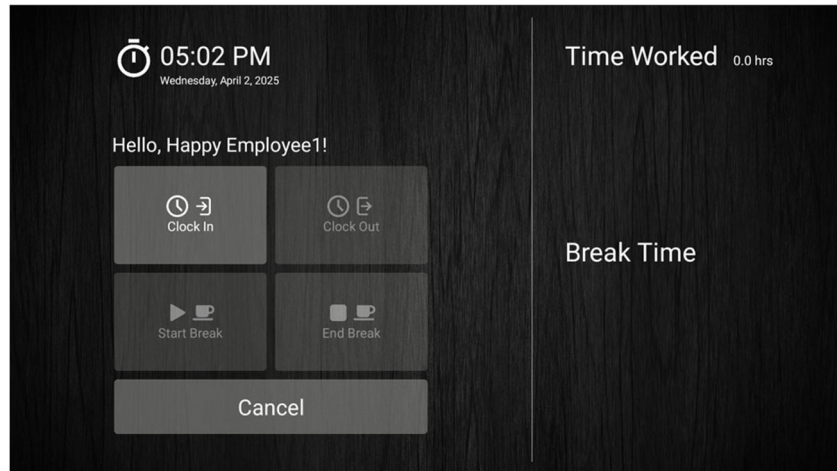 05:02 PM
Wednesday, April 2, 2025
Hello, Happy Employee1!
Clock In
Clock Out
Start Break
End Break
Cancel
Time Worked 0.0 hrs
Break Time